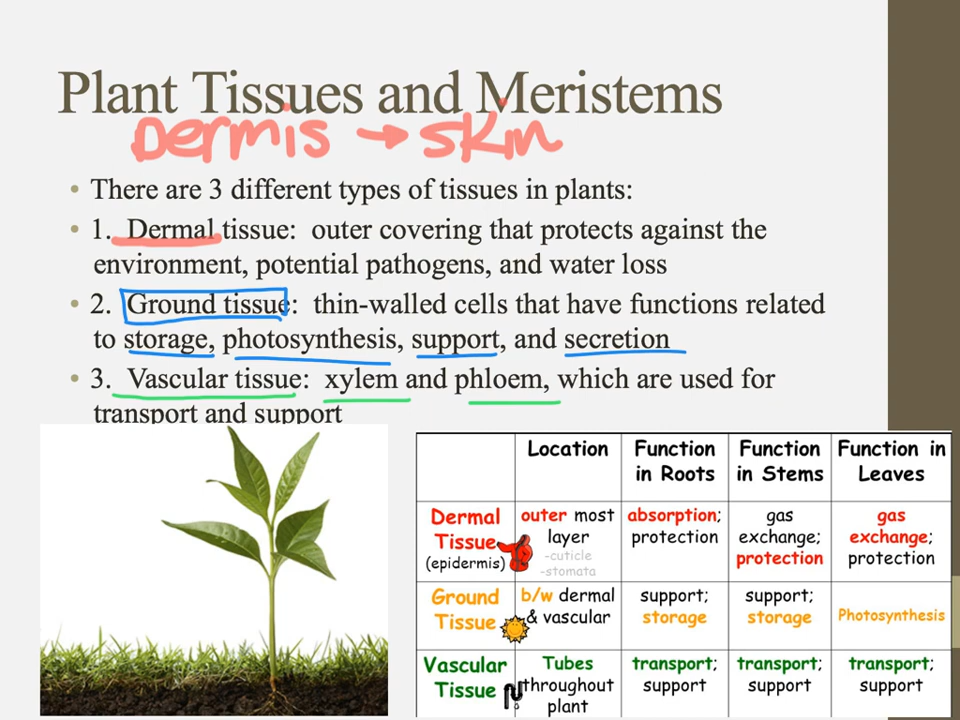 Plant Tissues and Meristems
Dermis → skin
• There are 3 different types of tissues in plants:
• 1. Dermal tissue: outer covering that protects against the
environment, potential pathogens, and water loss
• 2. Ground tissue: thin-walled cells that have functions related
to storage, photosynthesis, support, and secretion
• 3. Vascular tissue: xylem and phloem, which are used for
transport and support
Location
Function
in Roots
Function
in Stems
Function in
Leaves
Dermal
Tissue
(epidermis)
outer most
layer
-cuticle
-stomata
absorption;
protection
gas
exchange;
protection
gas
exchange;
protection
Ground
Tissue
b/w dermal
& vascular
support;
storage
support;
storage
Photosynthesis
Vascular
Tissue
Tubes
throughout
plant
transport;
support
transport;
support
transport;
support